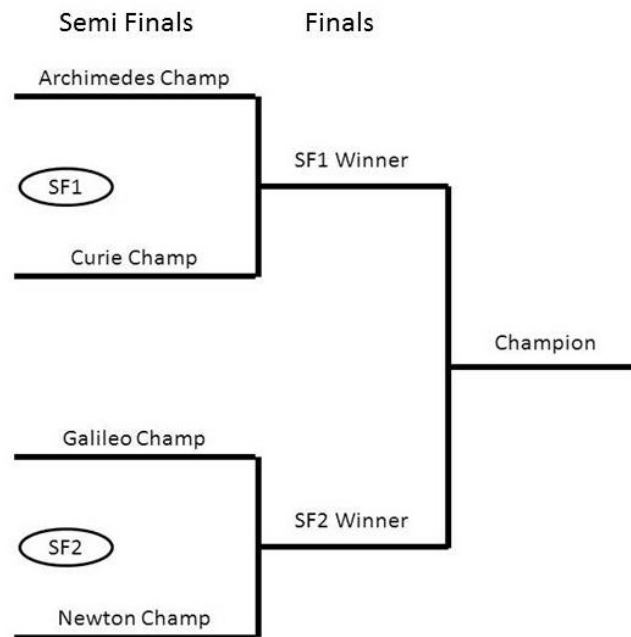 Semi Finals
Finals
Archimedes Champ
SF1
SF1 Winner
Curie Champ
Champion
Galileo Champ
SF2
SF2 Winner
Newton Champ